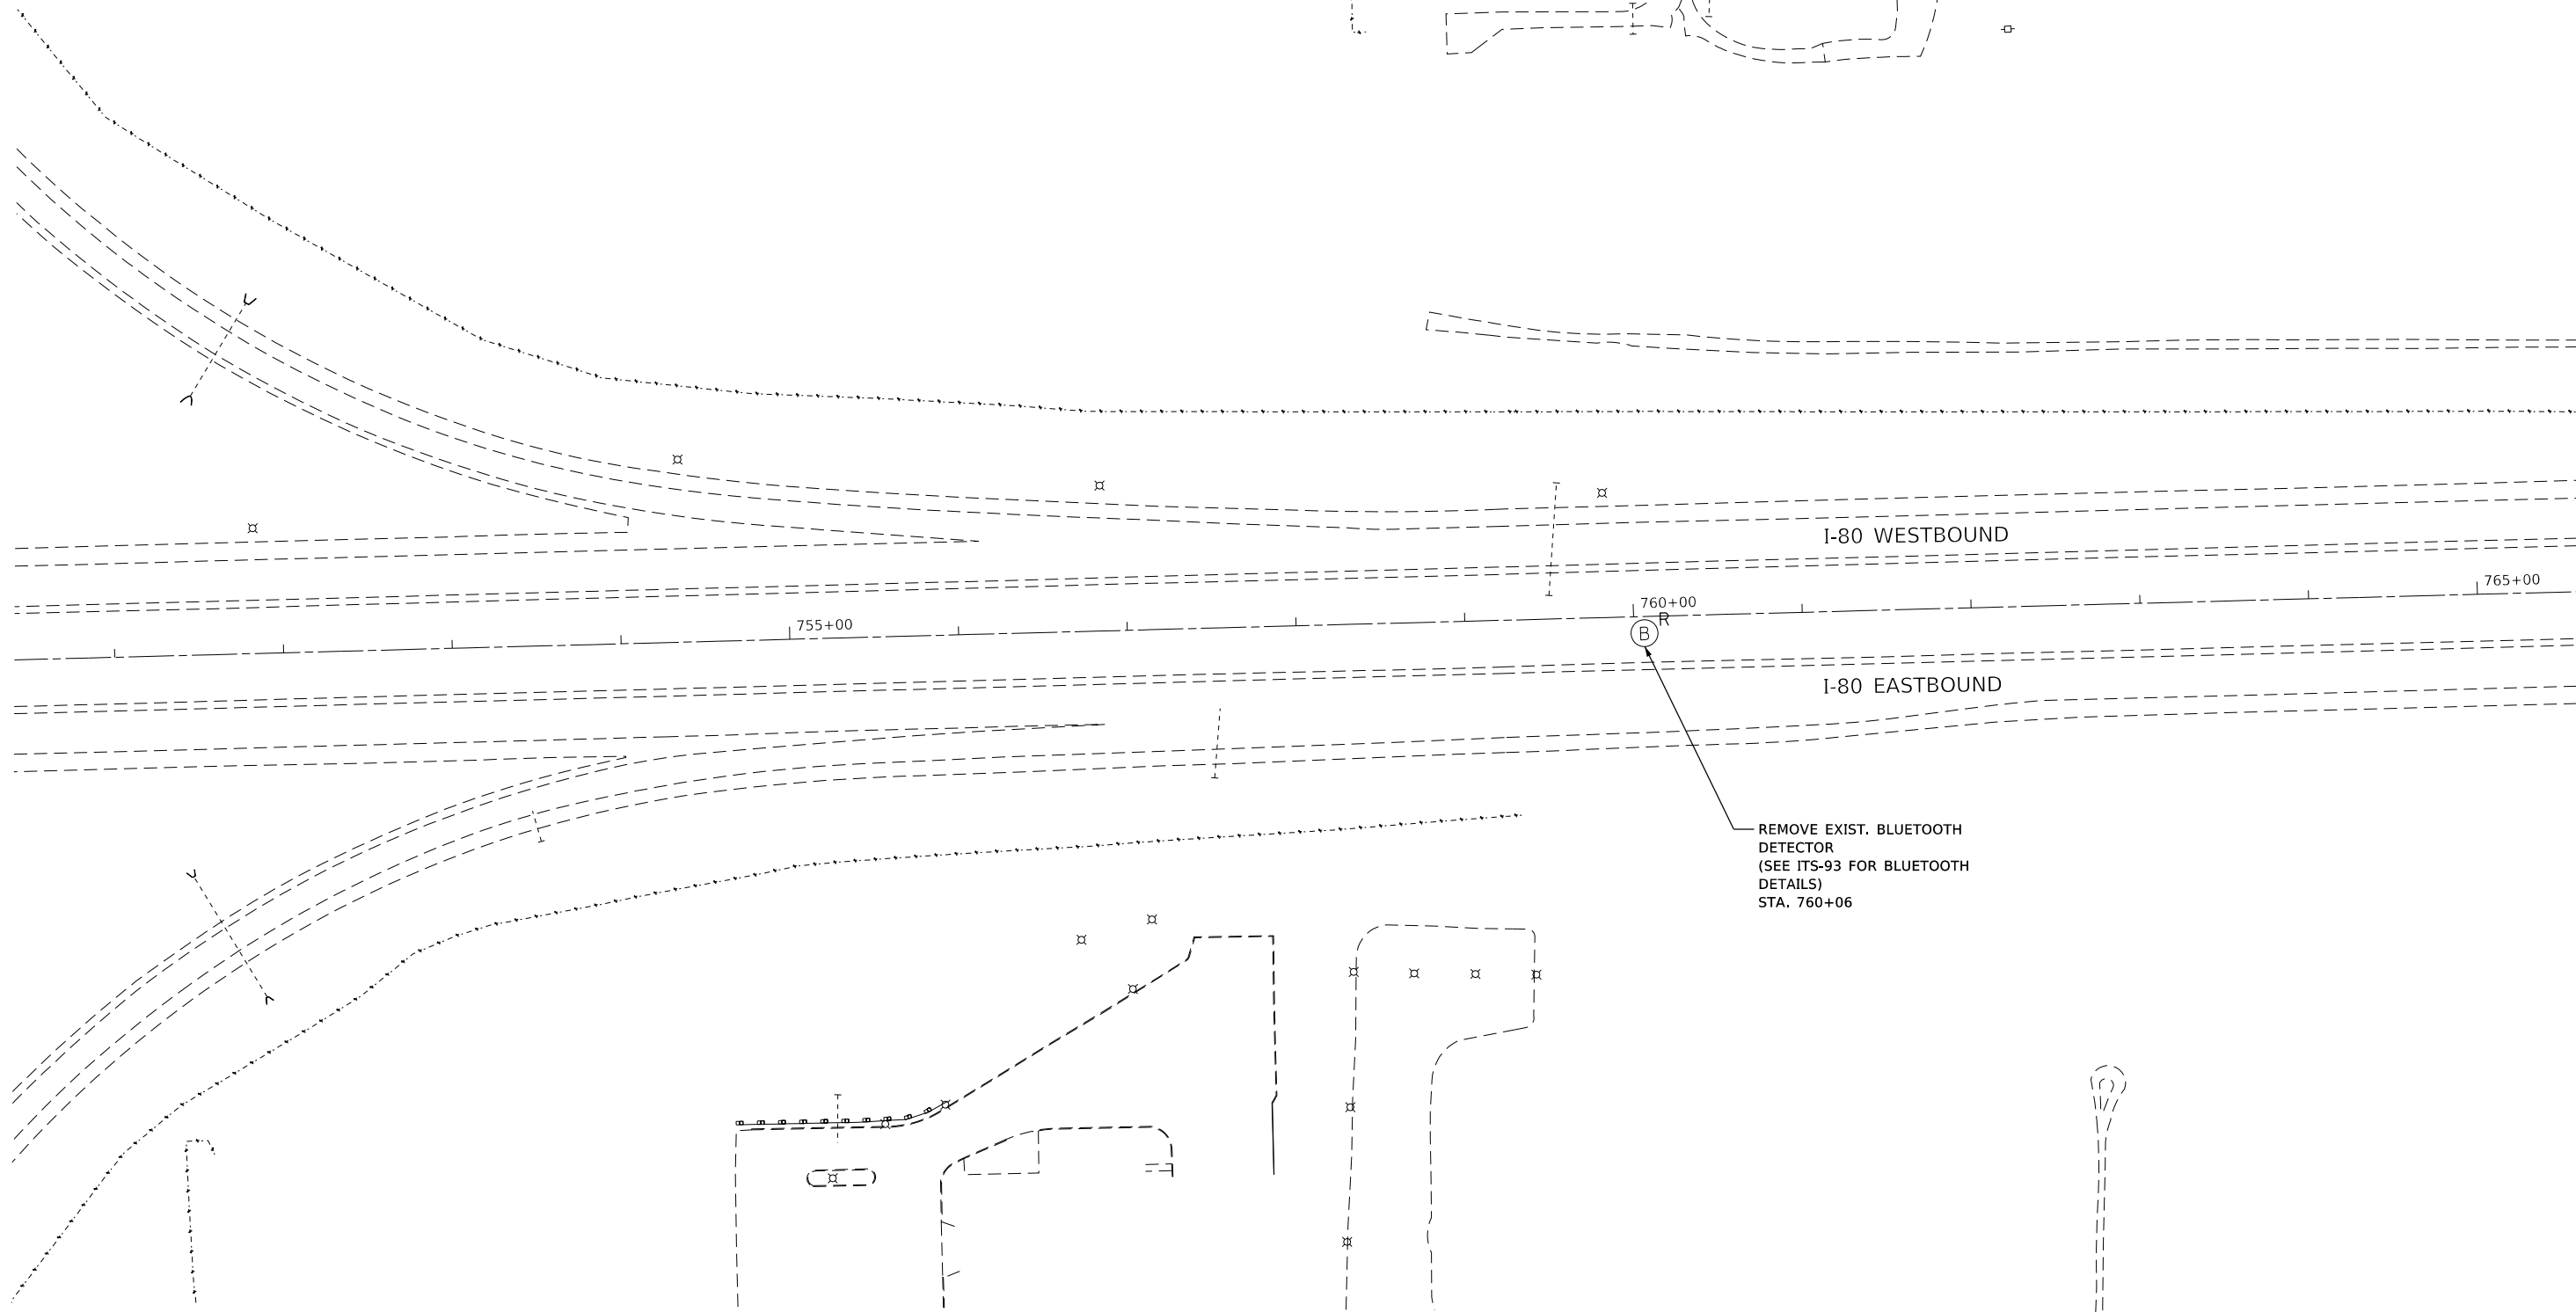 I-80 WESTBOUND
765+00
760+00
R
755+00
B
I-80 EASTBOUND
REMOVE EXIST. BLUETOOTH
DETECTOR
(SEE ITS-93 FOR BLUETOOTH
DETAILS)
STA. 760+06